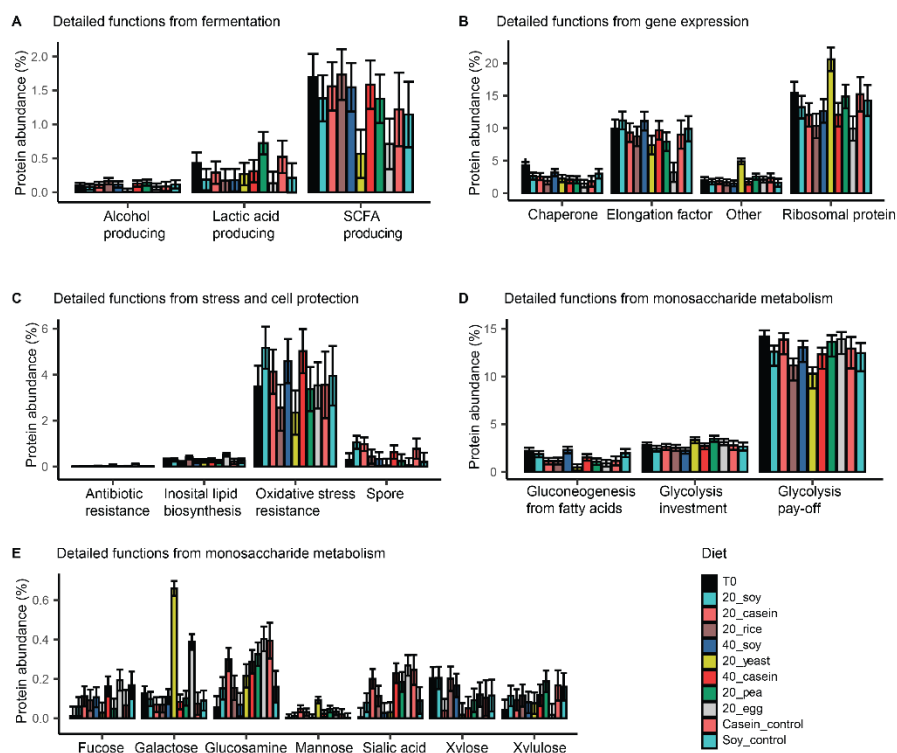 A Detailed functions from fermentation
Protein abundance (%)
2.0
1.5
1.0
0.5
0.0
Alcohol
producing
Lactic acid
producing
SCFA
producing
B Detailed functions from gene expression
Protein abundance (%)
20
15
10
5
0
Chaperone
Elongation factor
Other
Ribosomal protein
C Detailed functions from stress and cell protection
Protein abundance (%)
6
4
2
0
Antibiotic
resistance
Inosital lipid
biosynthesis
Oxidative stress
resistance
Spore
D Detailed functions from monosaccharide metabolism
Protein abundance (%)
15
10
5
0
Gluconeogenesis
from fatty acids
Glycolysis
investment
Glycolysis
pay-off
E Detailed functions from monosaccharide metabolism
Protein abundance (%)
0.6
0.4
0.2
0.0
Fucose
Galactose
Glucosamine
Mannose
Sialic acid
Xylose
Xylulose
Diet
T0
20_soy
20_casein
20_rice
40_soy
20_yeast
40_casein
20_pea
20_egg
Casein_control
Soy_control